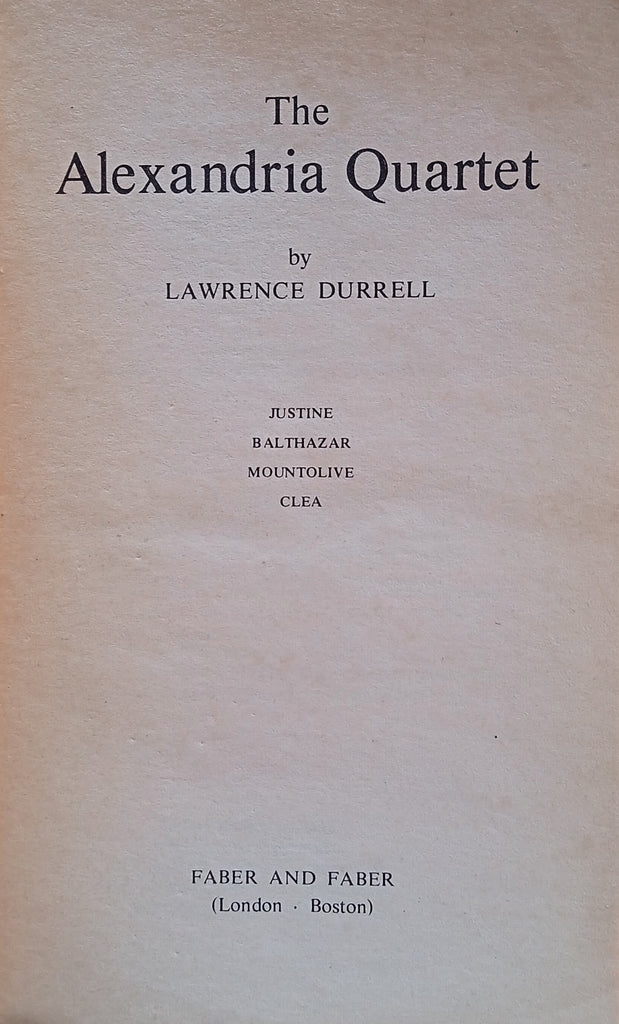 The
Alexandria Quartet
by
LAWRENCE DURRELL
JUSTINE
BALTHAZAR
MOUNTOLIVE
CLEA
FABER AND FABER
(London · Boston)